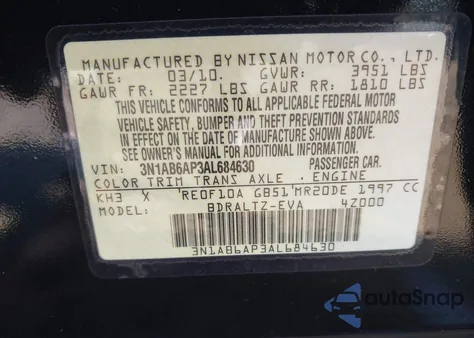 MANUFACTURED BY NISSAN MOTOR CO., LTD.
DATE: 03/10. GVWR: 3951 LBS
GAWR FR: 2227 LBS GAWR RR: 1810 LBS
THIS VEHICLE CONFORMS TO ALL APPLICABLE FEDERAL MOTOR
VEHICLE SAFETY, BUMPER AND THEFT PREVENTION STANDARDS
IN EFFECT ON THE DATE OF MANUFACTURE SHOWN ABOVE.
SEE OWNER'S MANUAL FOR ADDITIONAL INFORMATION.
VIN: 3N1AB6AP3AL684630 PASSENGER CAR.
COLOR TRIM TRANS AXLE . ENGINE
KH3 X RE0F10A GB51 MR20DE 1997 CC
MODEL: BDRALTZ-EVA 4Z000
3N1AB6AP3AL684630
autoSnap